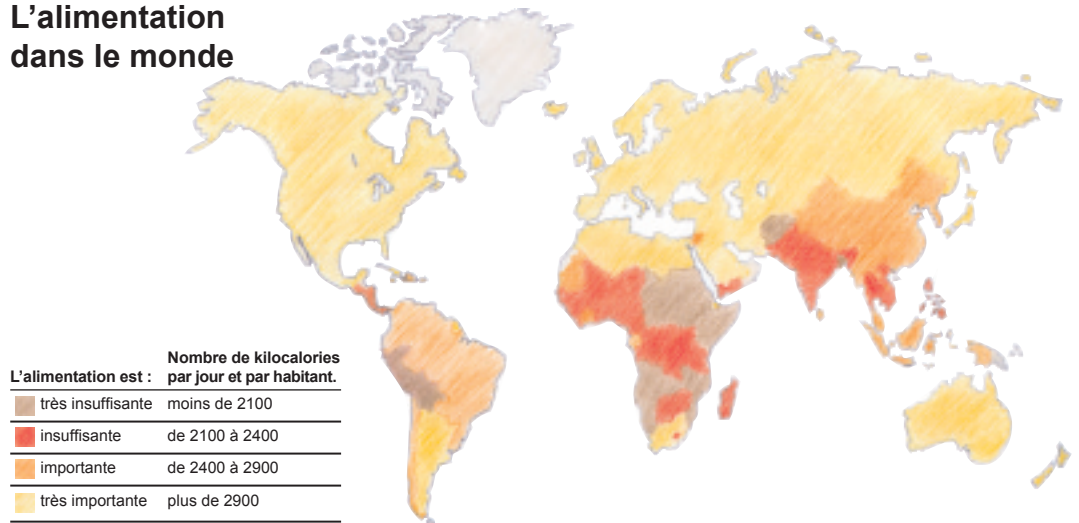 L’alimentation
dans le monde
L’alimentation est :
Nombre de kilocalories
par jour et par habitant.
très insuffisante moins de 2100
insuffisante de 2100 à 2400
importante de 2400 à 2900
très importante plus de 2900